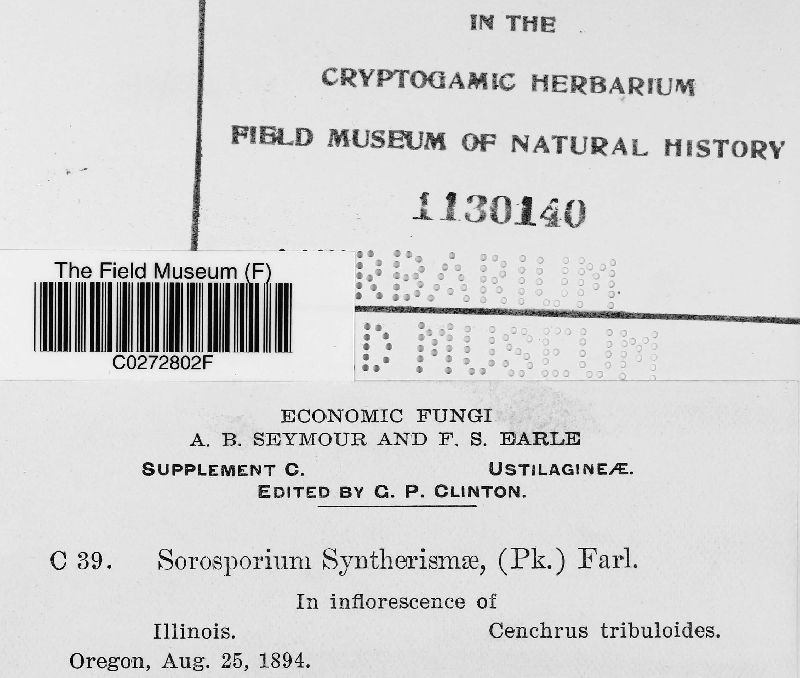 IN THE
CRYPTOGAMIC HERBARIUM
FIELD MUSEUM OF NATURAL HISTORY
1130140
The Field Museum (F)
C0272802F
RBARIUM
D MUSEUM
ECONOMIC FUNGI
A. B. SEYMOUR AND F. S. EARLE
SUPPLEMENT C. USTILAGINEÆ.
EDITED BY G. P. CLINTON.
C 39. Sorosporium Syntherismæ, (Pk.) Farl.
In inflorescence of
Illinois. Cenchrus tribuloides.
Oregon, Aug. 25, 1894.